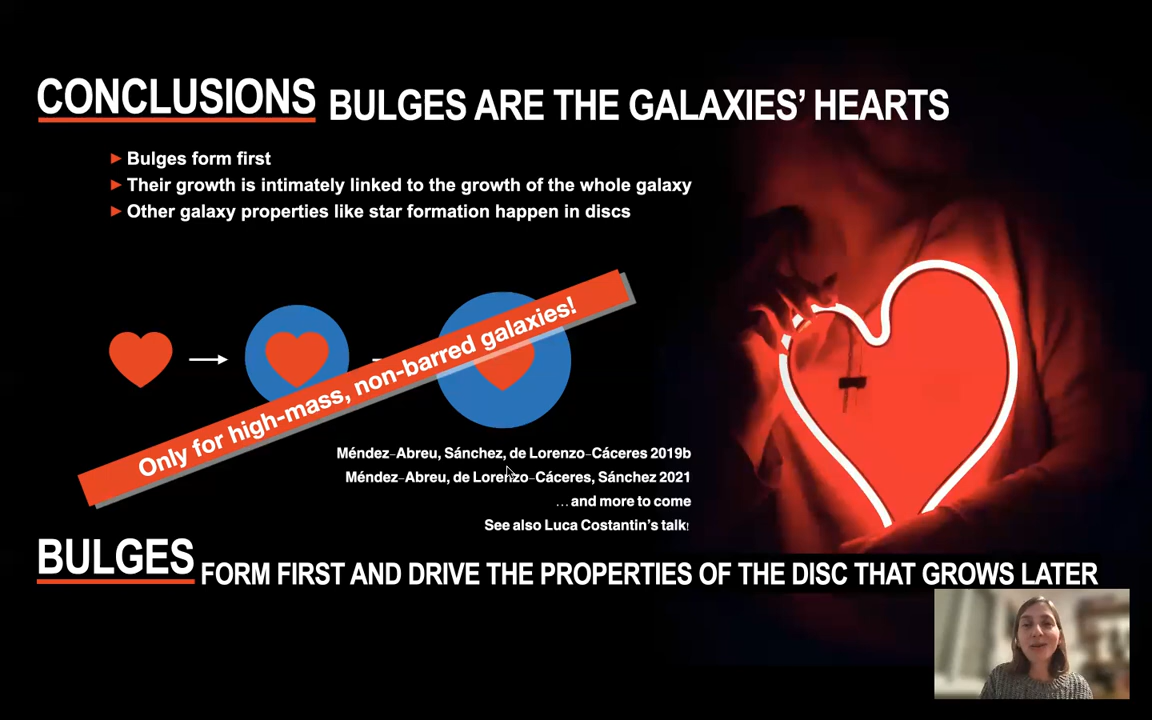 CONCLUSIONS BULGES ARE THE GALAXIES' HEARTS
Bulges form first
Their growth is intimately linked to the growth of the whole galaxy
Other galaxy properties like star formation happen in discs
Only for high-mass, non-barred galaxies!
Méndez-Abreu, Sánchez, de Lorenzo-Cáceres 2019b
Méndez-Abreu, de Lorenzo-Cáceres, Sánchez 2021
…and more to come
See also Luca Costantin's talk!
BULGES FORM FIRST AND DRIVE THE PROPERTIES OF THE DISC THAT GROWS LATER